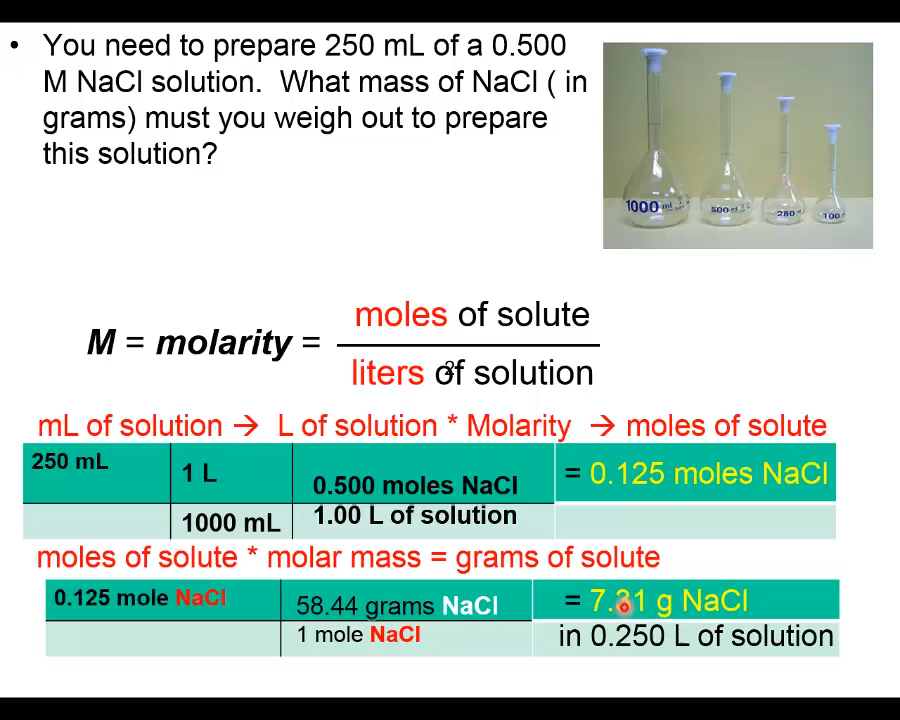 • You need to prepare 250 mL of a 0.500
M NaCl solution. What mass of NaCl ( in
grams) must you weigh out to prepare
this solution?
1000 ml
500 ml
250
100
moles of solute
M = molarity =
liters of solution
2
mL of solution → L of solution * Molarity → moles of solute
250 mL
1 L
0.500 moles NaCl
= 0.125 moles NaCl
1000 mL
1.00 L of solution
moles of solute * molar mass = grams of solute
0.125 mole NaCl
58.44 grams NaCl
= 7.31 g NaCl
1 mole NaCl
in 0.250 L of solution